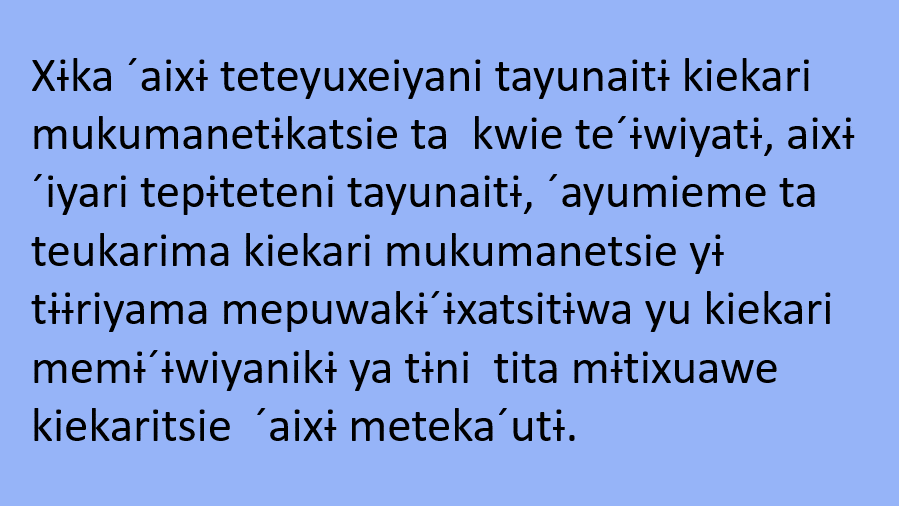 Xɨka ´aixɨ teteyuxeiyani tayunaitɨ kiekari
mukumanetɨkatsie ta  kwie te´ɨwiyatɨ, aixɨ
´iyari tepɨteteni tayunaitɨ, ´ayumieme ta
teukarima kiekari mukumanetsie yɨ
tɨɨriyama mepuwakɨ´ɨxatsitɨwa yu kiekari
memɨ´ɨwiyanikɨ ya tɨni  tita mɨtixuawe
kiekaritsie  ´aixɨ meteka´utɨ.